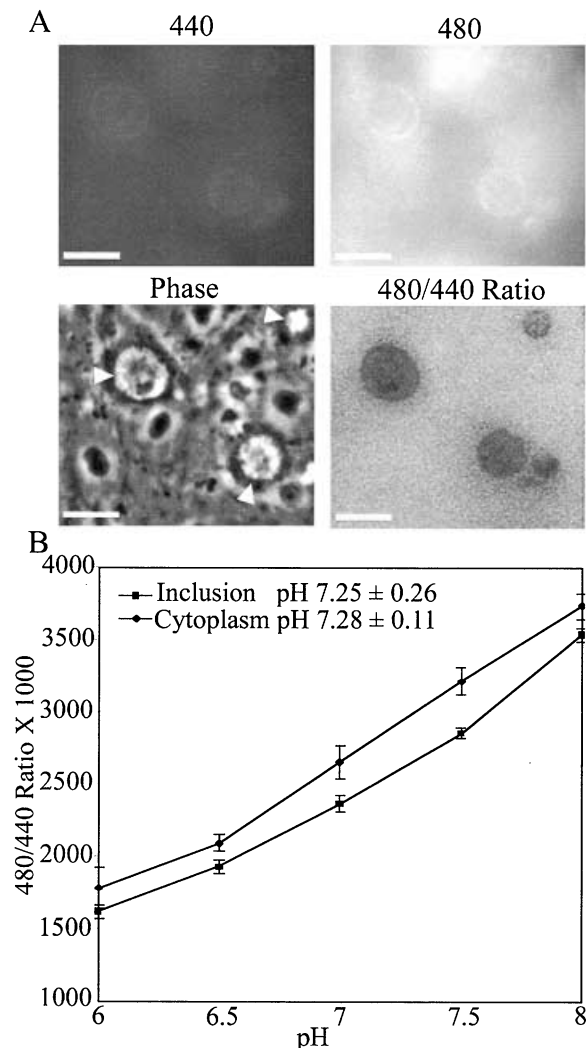 A
440 480
Phase 480/440 Ratio
B
4000
3500
3000
2500
2000
1500
1000
480/440 Ratio X 1000
Inclusion pH 7.25 ± 0.26
Cytoplasm pH 7.28 ± 0.11
6 6.5 7 7.5 8
pH